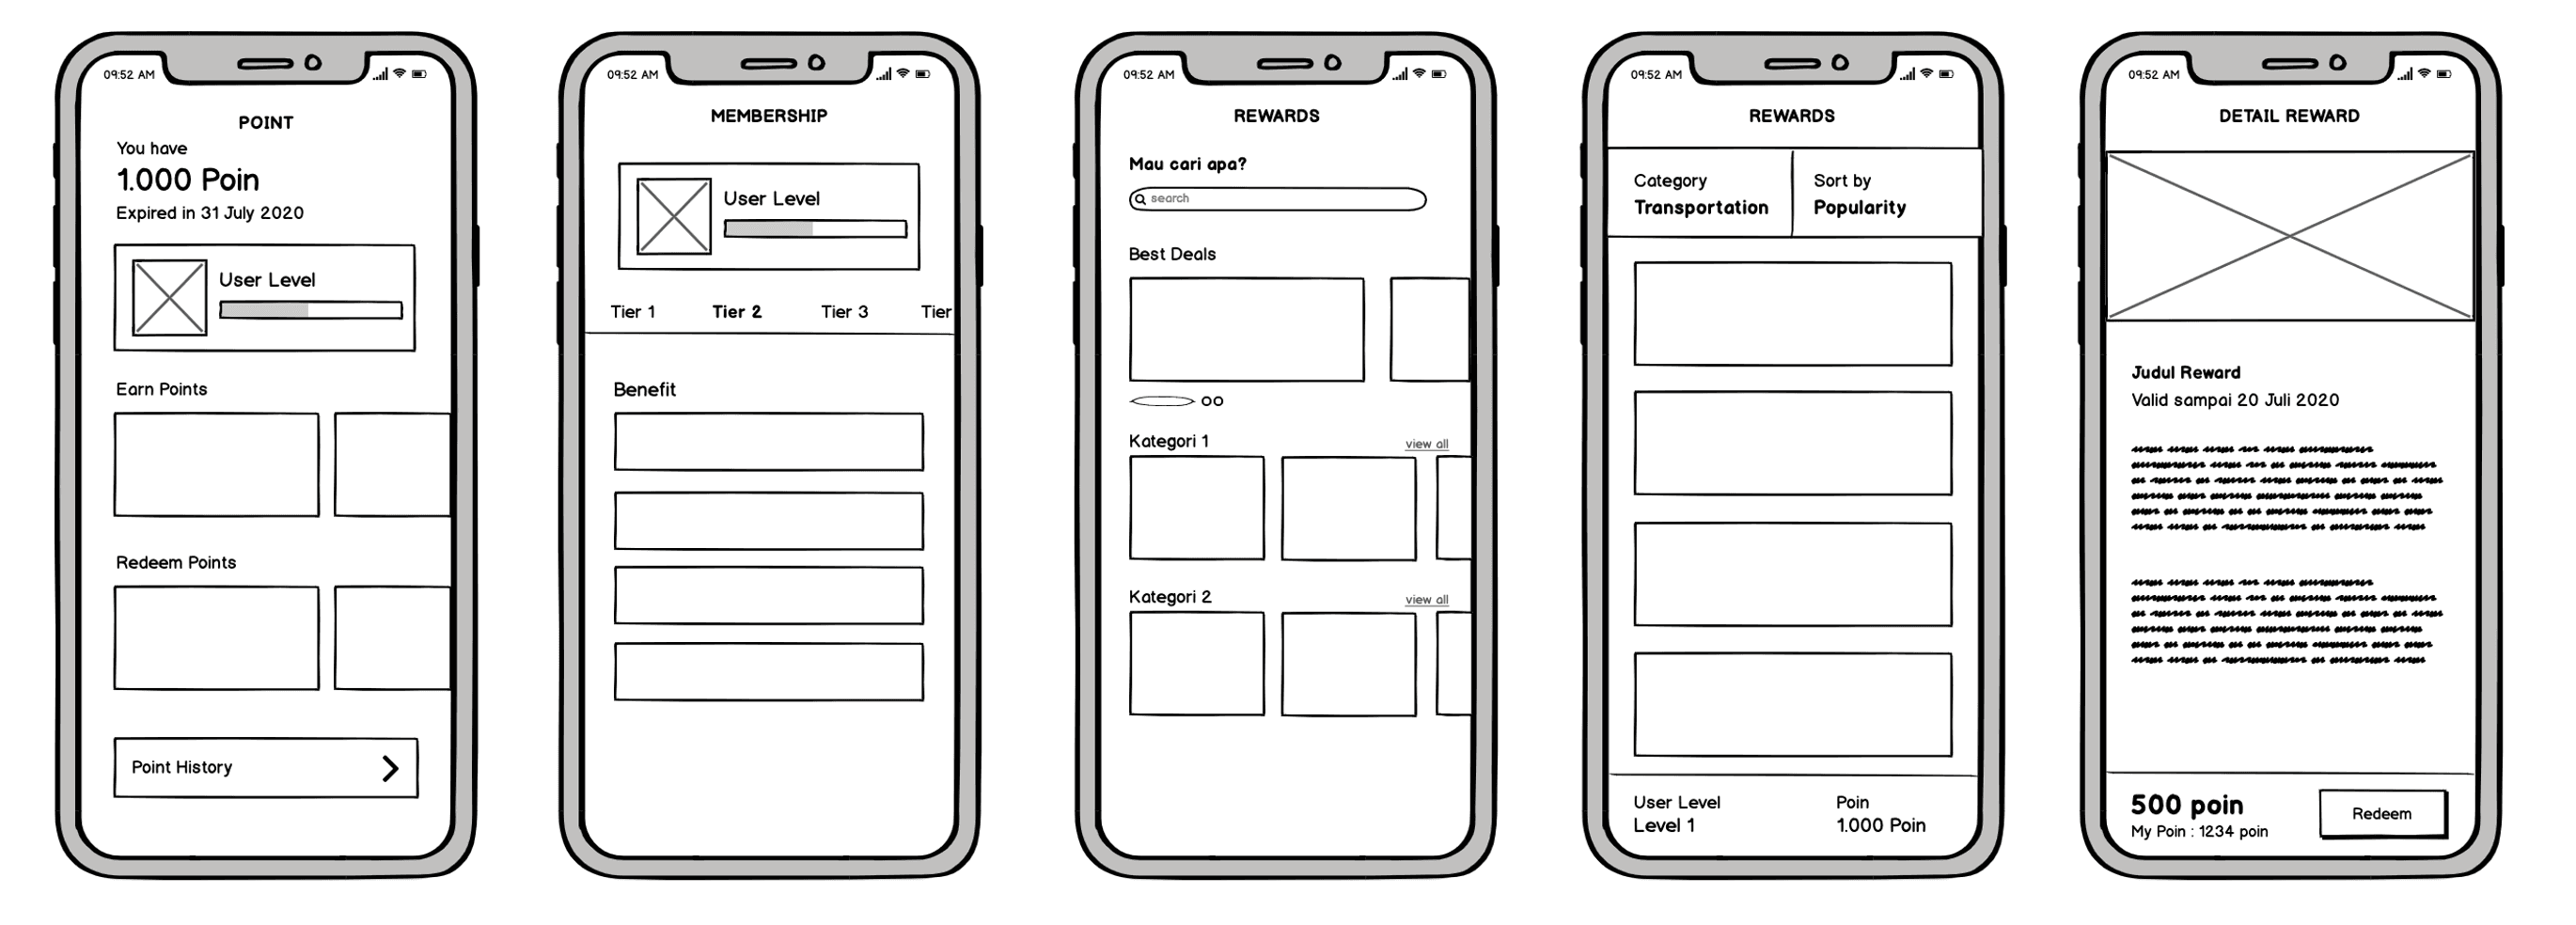 09:52 AM
POINT
You have
1.000 Poin
Expired in 31 July 2020
User Level
Earn Points
Redeem Points
Point History
09:52 AM
MEMBERSHIP
User Level
Tier 1 Tier 2 Tier 3 Tier
Benefit
09:52 AM
REWARDS
Mau cari apa?
search
Best Deals
Kategori 1 view all
Kategori 2 view all
09:52 AM
REWARDS
Category Sort by
Transportation Popularity
User Level Poin
Level 1 1.000 Poin
09:52 AM
DETAIL REWARD
Judul Reward
Valid sampai 20 Juli 2020
500 poin
My Poin : 1234 poin
Redeem